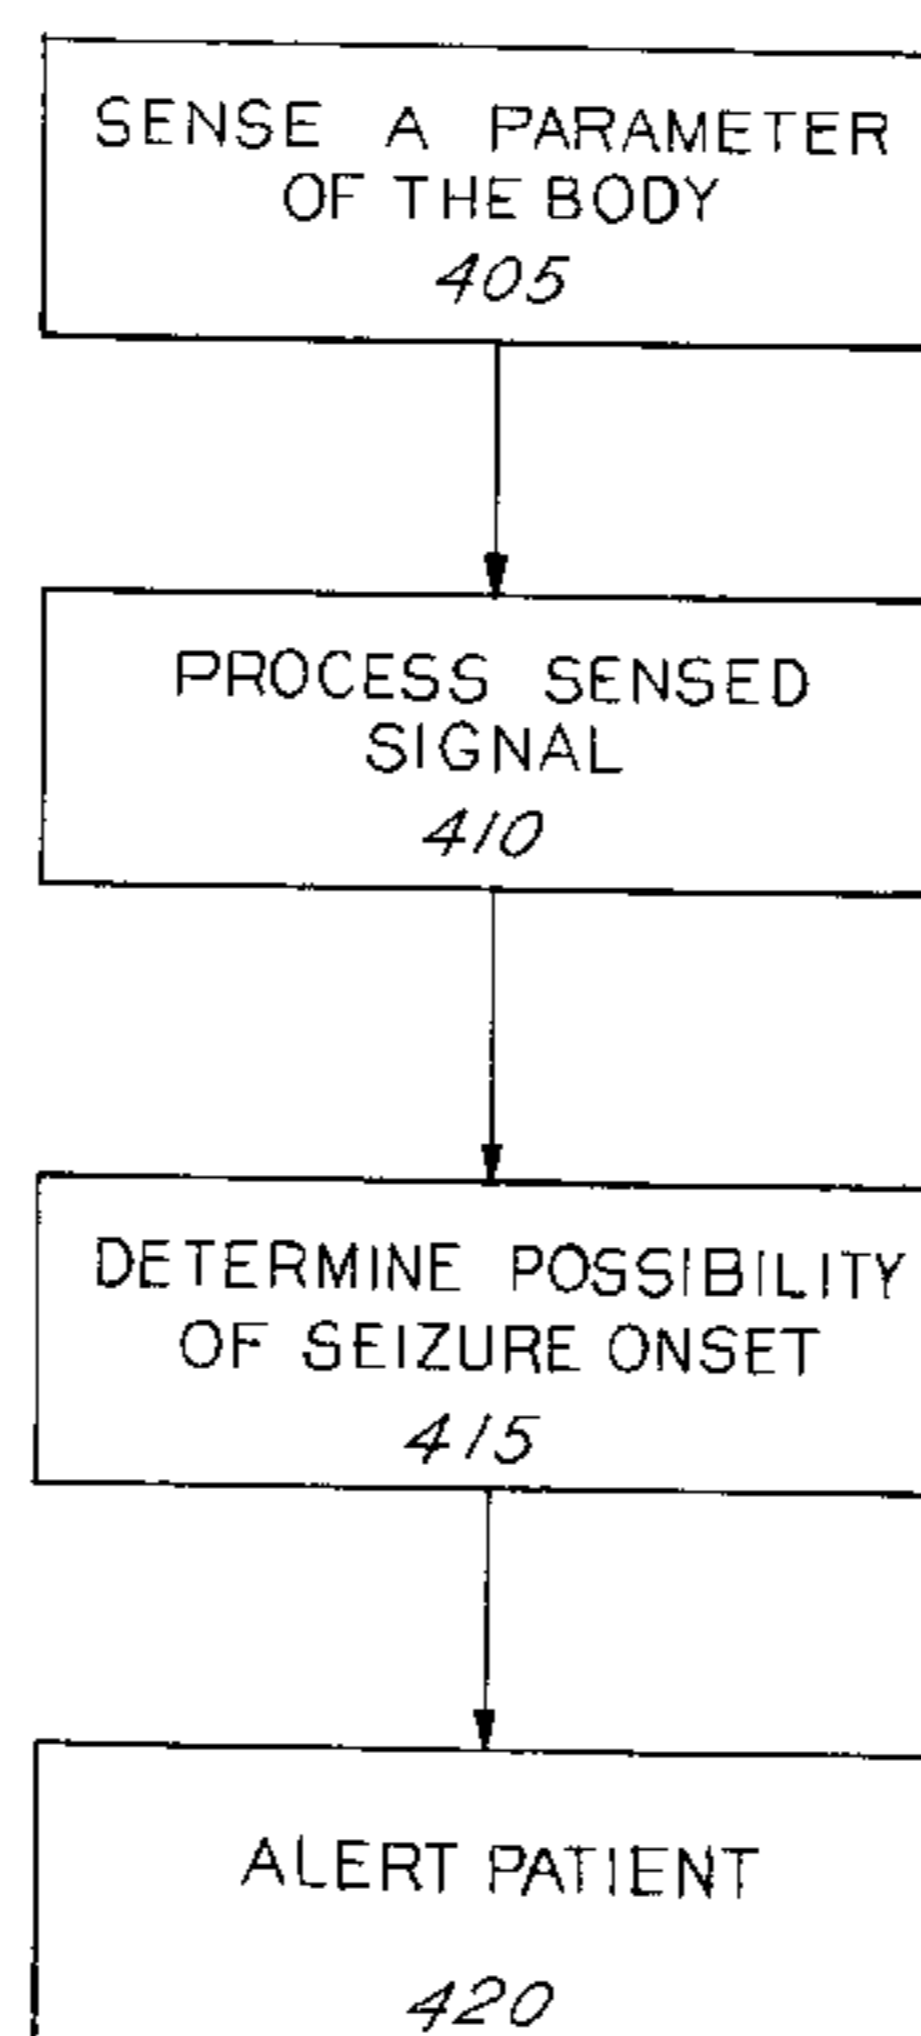 SENSE A PARAMETER
OF THE BODY
405
PROCESS SENSED
SIGNAL
410
DETERMINE POSSIBILITY
OF SEIZURE ONSET
415
ALERT PATIENT
420